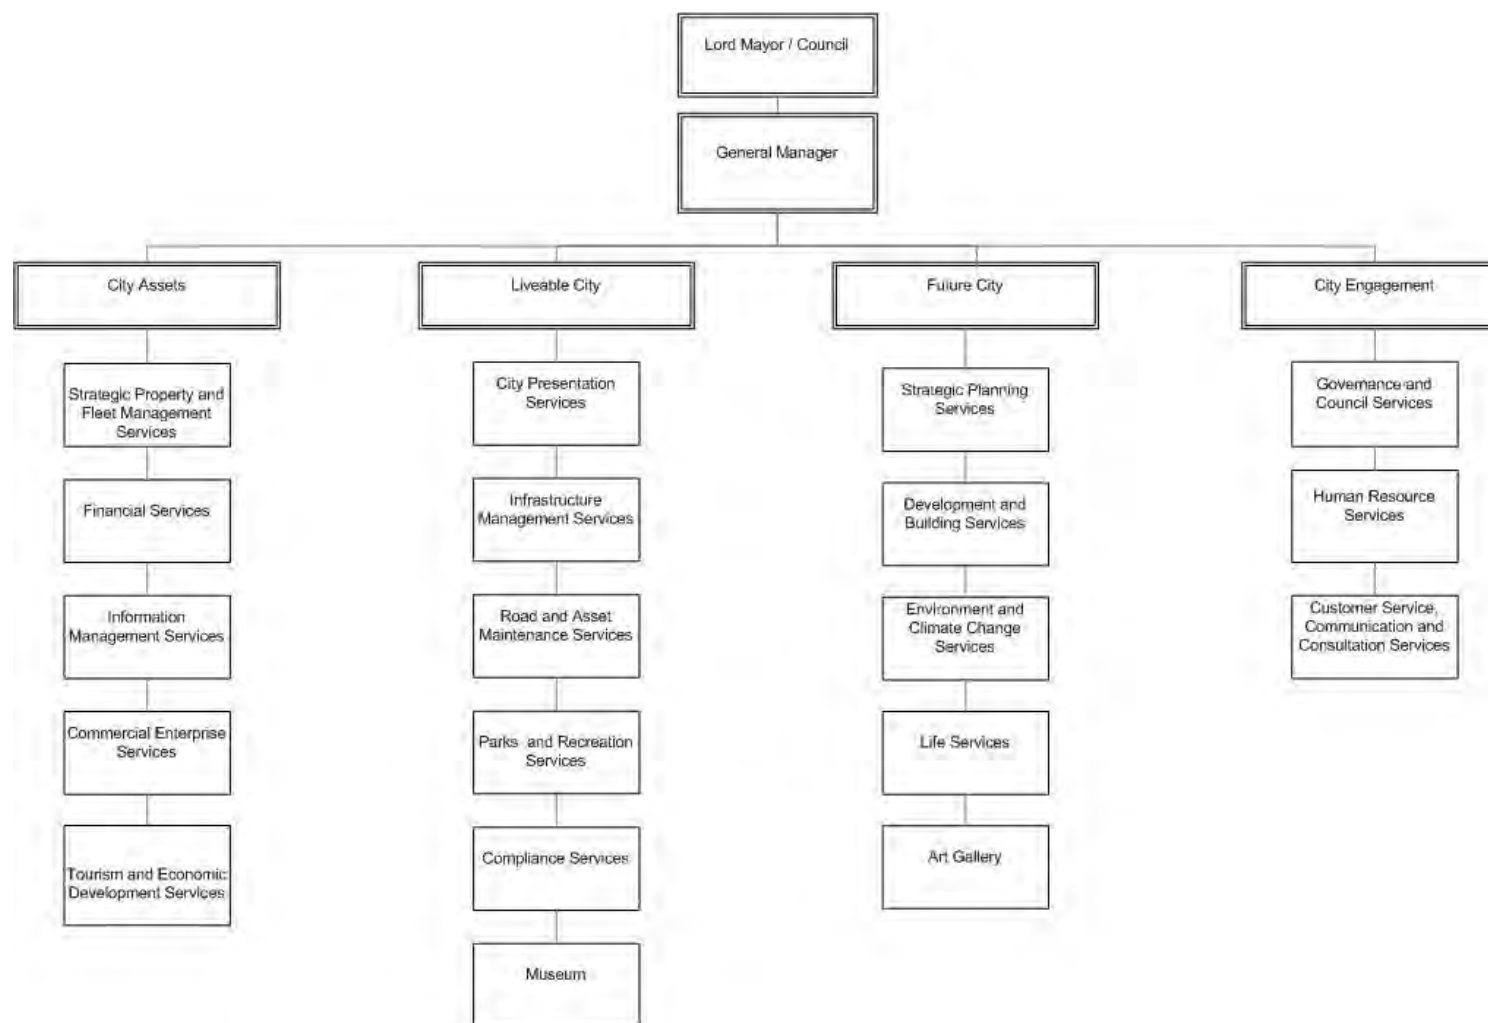 Lord Mayor / Council
General Manager
City Assets
Liveable City
Future City
City Engagement
Strategic Property and
Fleet Management
Services
Financial Services
Information
Management Services
Commercial Enterprise
Services
Tourism and Economic
Development Services
City Presentation
Services
Infrastructure
Management Services
Road and Asset
Maintenance Services
Parks and Recreation
Services
Compliance Services
Museum
Strategic Planning
Services
Development and
Building Services
Environment and
Climate Change
Services
Life Services
Art Gallery
Governance and
Council Services
Human Resource
Services
Customer Service,
Communication and
Consultation Services